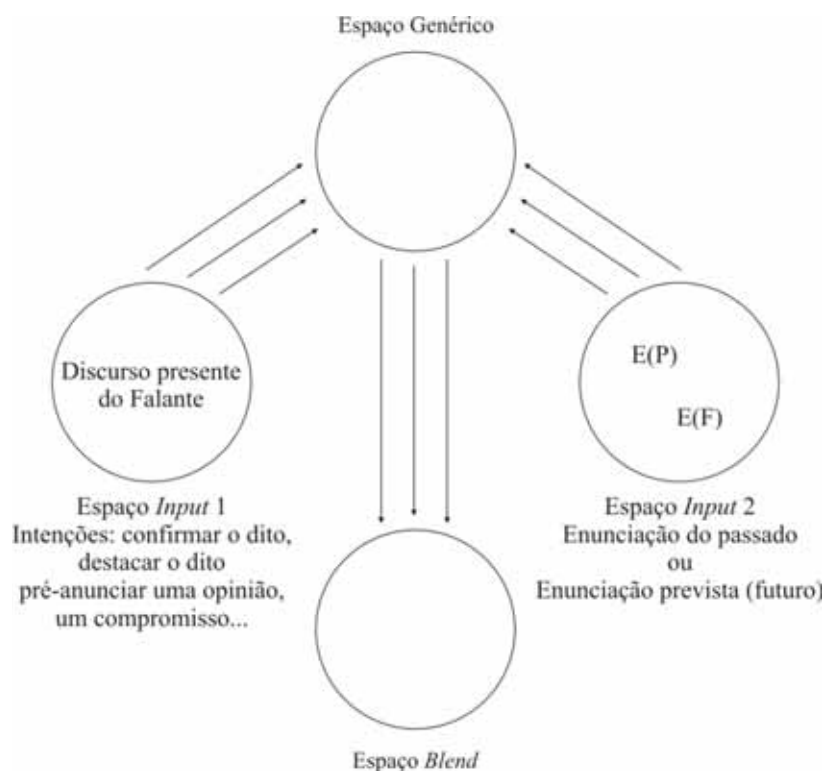 Espaço Genérico
Discurso presente
do Falante
E(P)
E(F)
Espaço Input 1
Intenções: confirmar o dito,
destacar o dito
pré-anunciar uma opinião,
um compromisso...
Espaço Input 2
Enunciação do passado
ou
Enunciação prevista (futuro)
Espaço Blend